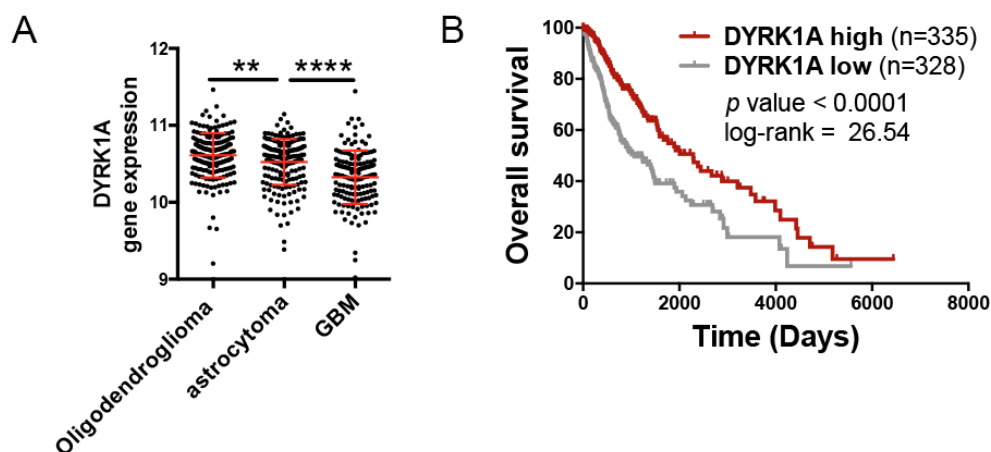 A
DYRK1A
gene expression
12
11
10
9
**
****
Oligodendroglioma
astrocytoma
GBM
B
Overall survival
100
80
60
40
20
0
0
2000
4000
6000
8000
Time (Days)
DYRK1A high (n=335)
DYRK1A low (n=328)
p value < 0.0001
log-rank = 26.54